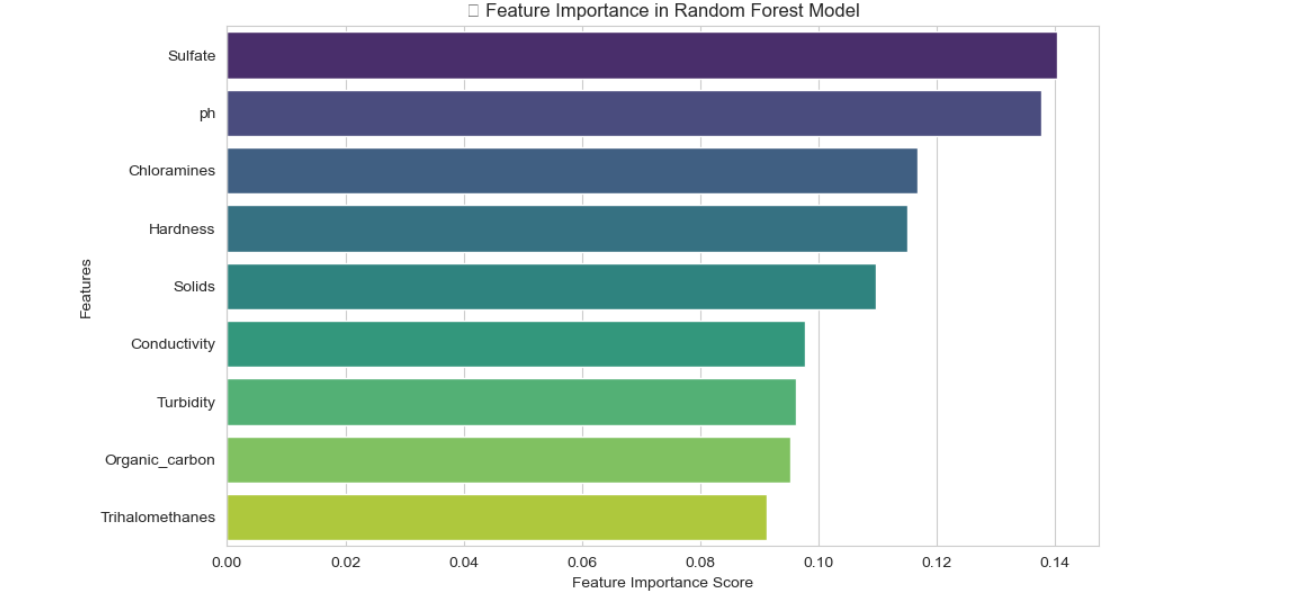 Feature Importance in Random Forest Model
Sulfate
ph
Chloramines
Hardness
Solids
Conductivity
Turbidity
Organic_carbon
Trihalomethanes
Features
0.00 0.02 0.04 0.06 0.08 0.10 0.12 0.14
Feature Importance Score